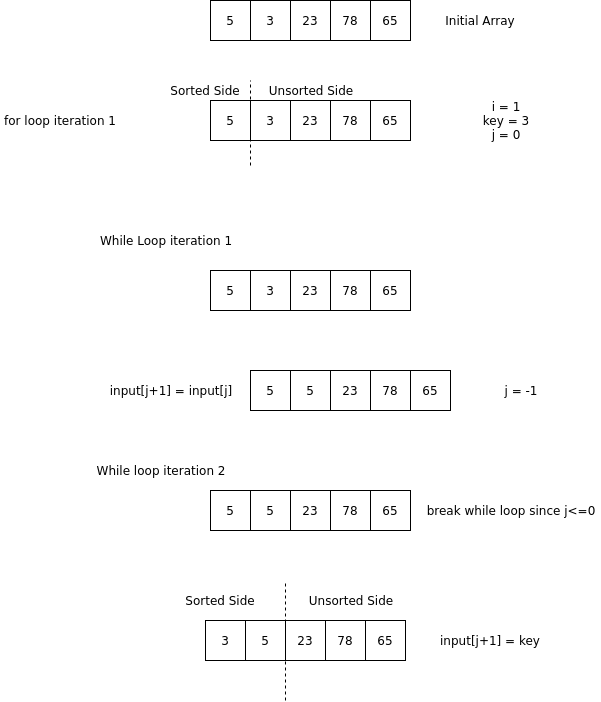 5 3 23 78 65 Initial Array
Sorted Side Unsorted Side
for loop iteration 1 5 3 23 78 65 i = 1
key = 3
j = 0
While Loop iteration 1
5 3 23 78 65
input[j+1] = input[j] 5 5 23 78 65 j = -1
While loop iteration 2
5 5 23 78 65 break while loop since j<=0
Sorted Side Unsorted Side
3 5 23 78 65 input[j+1] = key